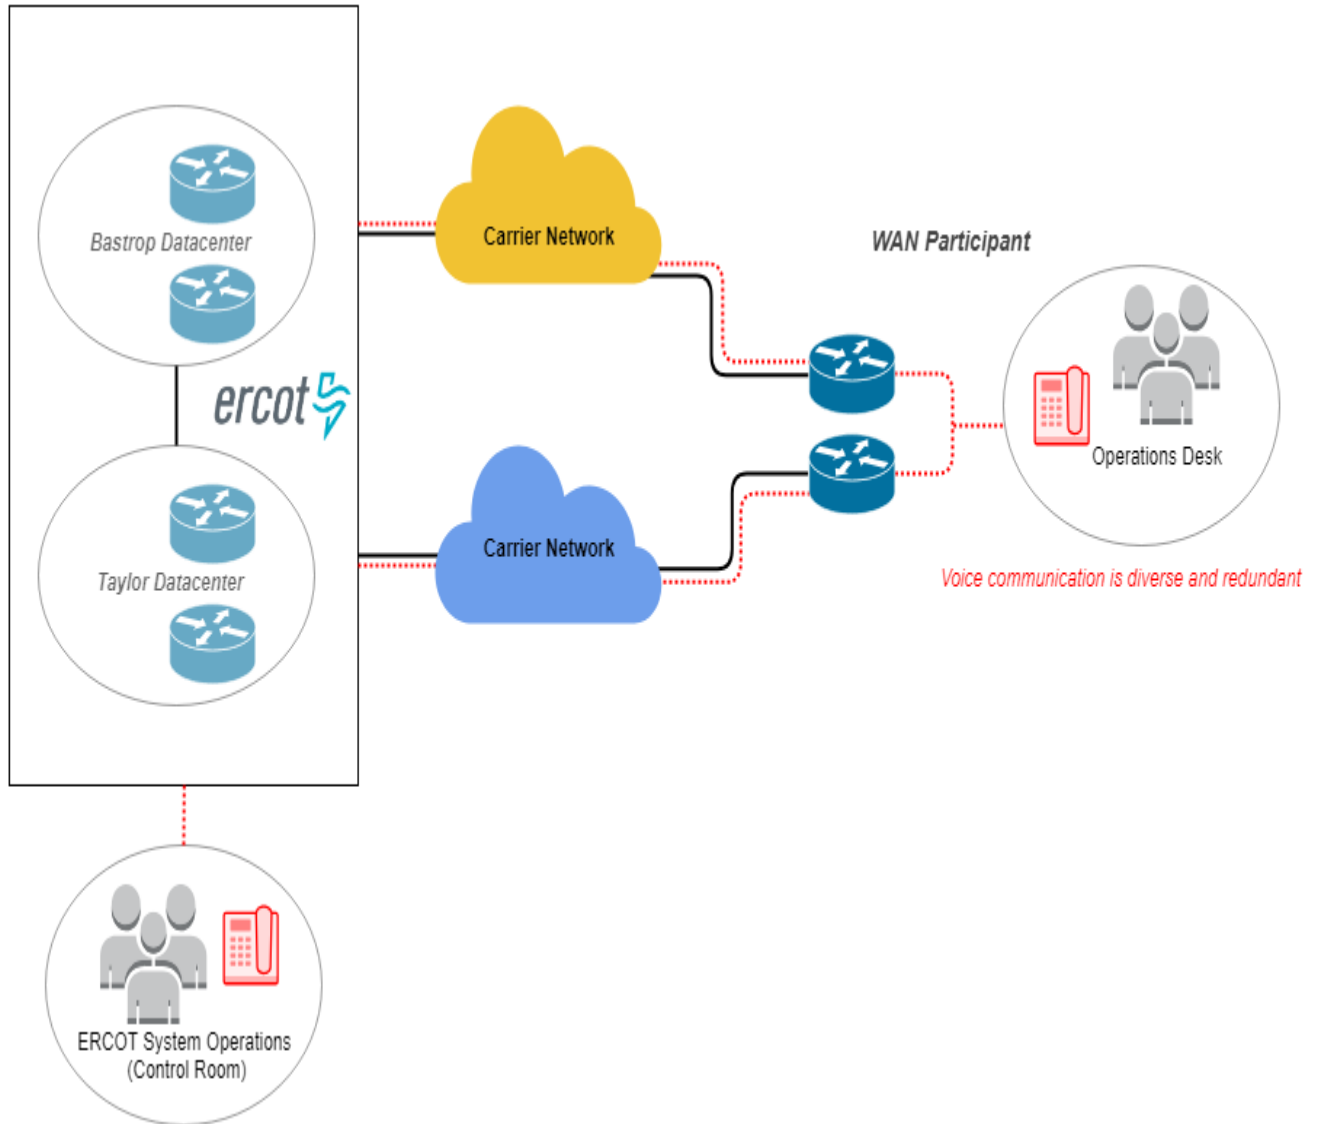 Bastrop Datacenter
Carrier Network
WAN Participant
ercot
Operations Desk
Taylor Datacenter
Carrier Network
Voice communication is diverse and redundant
ERCOT System Operations
(Control Room)